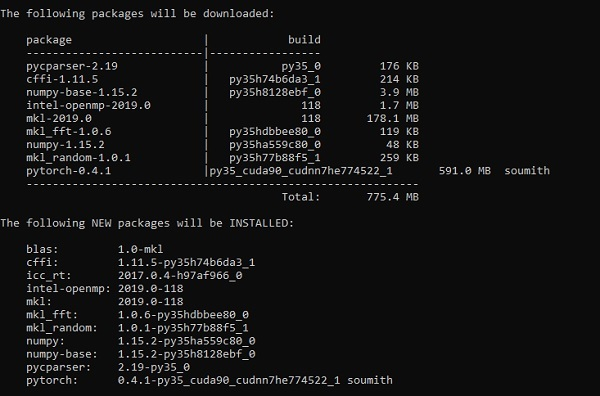 The following packages will be downloaded:
package | build
---------------------------|-----------------
pycparser-2.19 | py35_0 176 KB
cffi-1.11.5 | py35h74b6da3_1 214 KB
numpy-base-1.15.2 | py35h8128ebf_0 3.9 MB
intel-openmp-2019.0 | 118 1.7 MB
mkl-2019.0 | 118 178.1 MB
mkl_fft-1.0.6 | py35hdbbee80_0 119 KB
numpy-1.15.2 | py35ha559c80_0 48 KB
mkl_random-1.0.1 | py35h77b88f5_1 259 KB
pytorch-0.4.1 |py35_cuda90_cudnn7he774522_1 591.0 MB soumith
------------------------------------------------------------
Total: 775.4 MB
The following NEW packages will be INSTALLED:
blas: 1.0-mkl
cffi: 1.11.5-py35h74b6da3_1
icc_rt: 2017.0.4-h97af966_0
intel-openmp: 2019.0-118
mkl: 2019.0-118
mkl_fft: 1.0.6-py35hdbbee80_0
mkl_random: 1.0.1-py35h77b88f5_1
numpy: 1.15.2-py35ha559c80_0
numpy-base: 1.15.2-py35h8128ebf_0
pycparser: 2.19-py35_0
pytorch: 0.4.1-py35_cuda90_cudnn7he774522_1 soumith